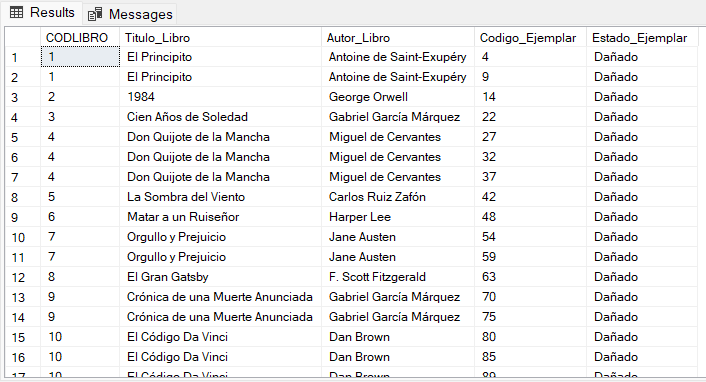 Results Messages
CODLIBRO Titulo_Libro Autor_Libro Codigo_Ejemplar Estado_Ejemplar
1 1 El Principito Antoine de Saint-Exupéry 4 Dañado
2 1 El Principito Antoine de Saint-Exupéry 9 Dañado
3 2 1984 George Orwell 14 Dañado
4 3 Cien Años de Soledad Gabriel García Márquez 22 Dañado
5 4 Don Quijote de la Mancha Miguel de Cervantes 27 Dañado
6 4 Don Quijote de la Mancha Miguel de Cervantes 32 Dañado
7 4 Don Quijote de la Mancha Miguel de Cervantes 37 Dañado
8 5 La Sombra del Viento Carlos Ruiz Zafón 42 Dañado
9 6 Matar a un Ruiseñor Harper Lee 48 Dañado
10 7 Orgullo y Prejuicio Jane Austen 54 Dañado
11 7 Orgullo y Prejuicio Jane Austen 59 Dañado
12 8 El Gran Gatsby F. Scott Fitzgerald 63 Dañado
13 9 Crónica de una Muerte Anunciada Gabriel García Márquez 70 Dañado
14 9 Crónica de una Muerte Anunciada Gabriel García Márquez 75 Dañado
15 10 El Código Da Vinci Dan Brown 80 Dañado
16 10 El Código Da Vinci Dan Brown 85 Dañado
17 10 El Código Da Vinci Dan Brown 89 Dañado